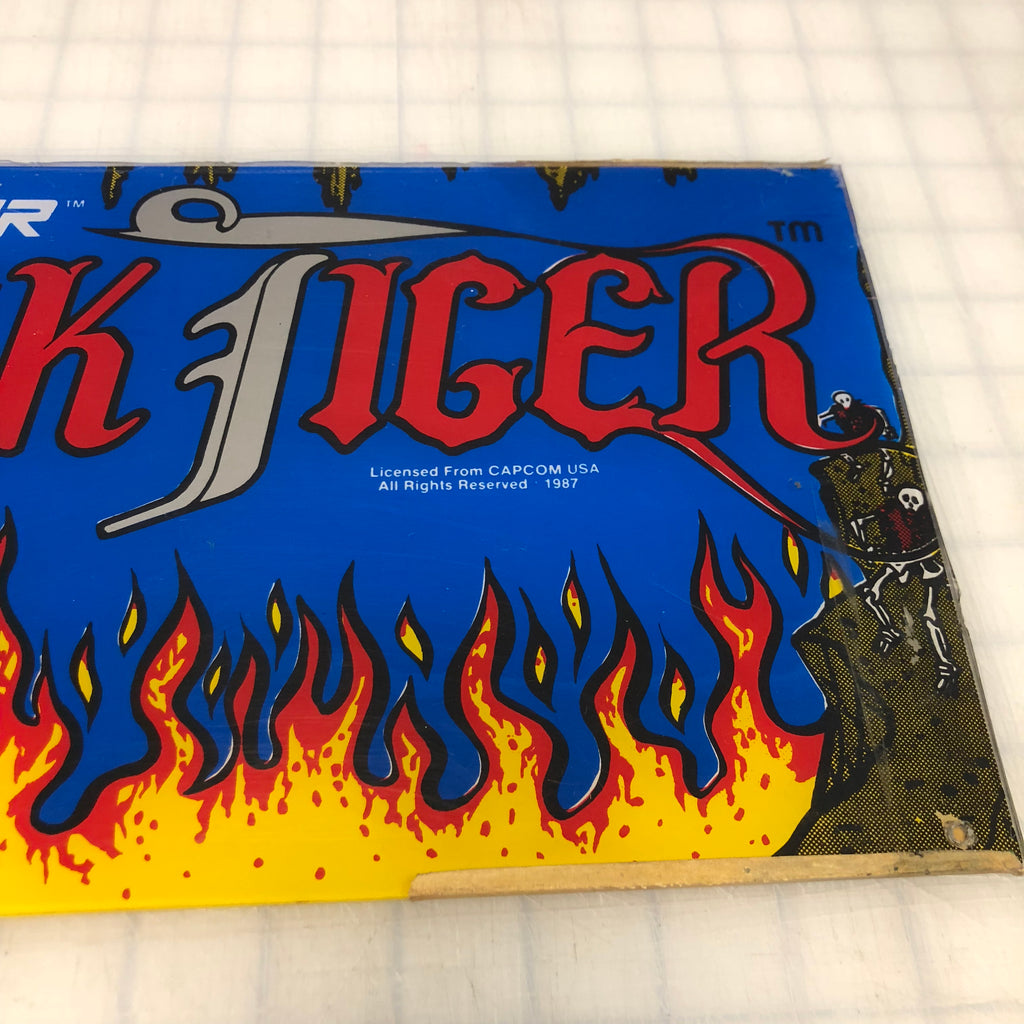 TM
TM
K TIGER
Licensed From CAPCOM USA
All Rights Reserved · 1987